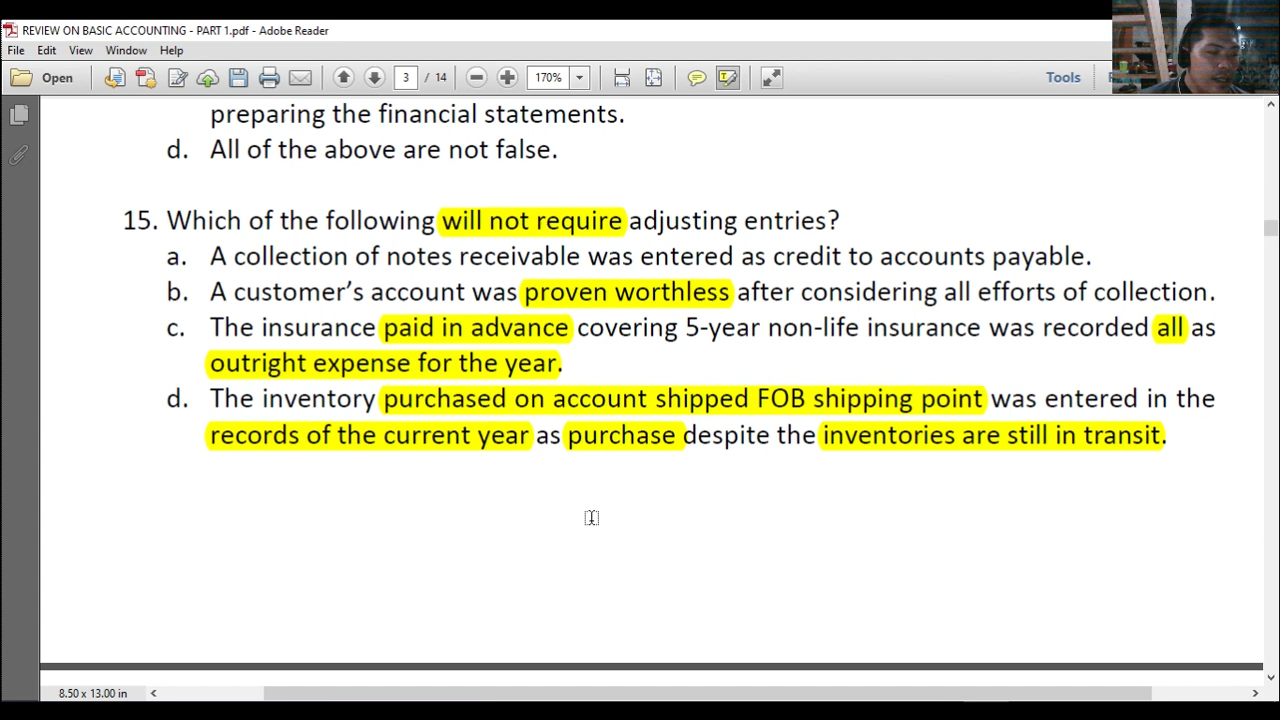 REVIEW ON BASIC ACCOUNTING - PART 1.pdf - Adobe Reader
File Edit View Window Help
Open 3 / 14 170% Tools
preparing the financial statements.
d. All of the above are not false.
15. Which of the following will not require adjusting entries?
a. A collection of notes receivable was entered as credit to accounts payable.
b. A customer’s account was proven worthless after considering all efforts of collection.
c. The insurance paid in advance covering 5-year non-life insurance was recorded all as
outright expense for the year.
d. The inventory purchased on account shipped FOB shipping point was entered in the
records of the current year as purchase despite the inventories are still in transit.
8.50 x 13.00 in